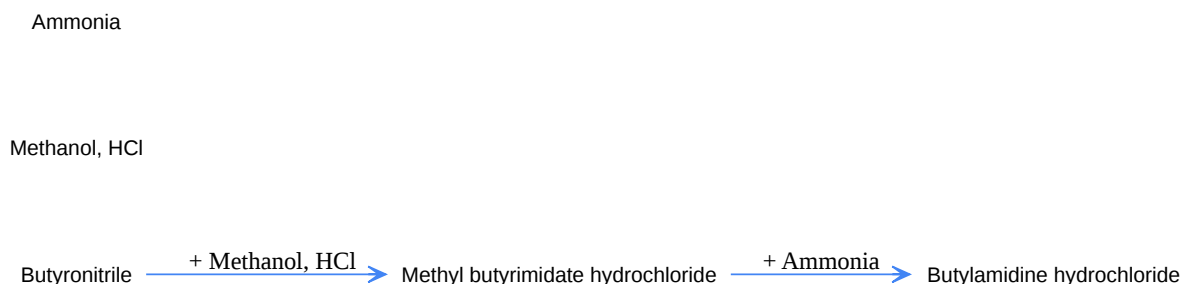 Ammonia
Methanol, HCl
Butyronitrile + Methanol, HCl Methyl butyrimidate hydrochloride + Ammonia Butylamidine hydrochloride